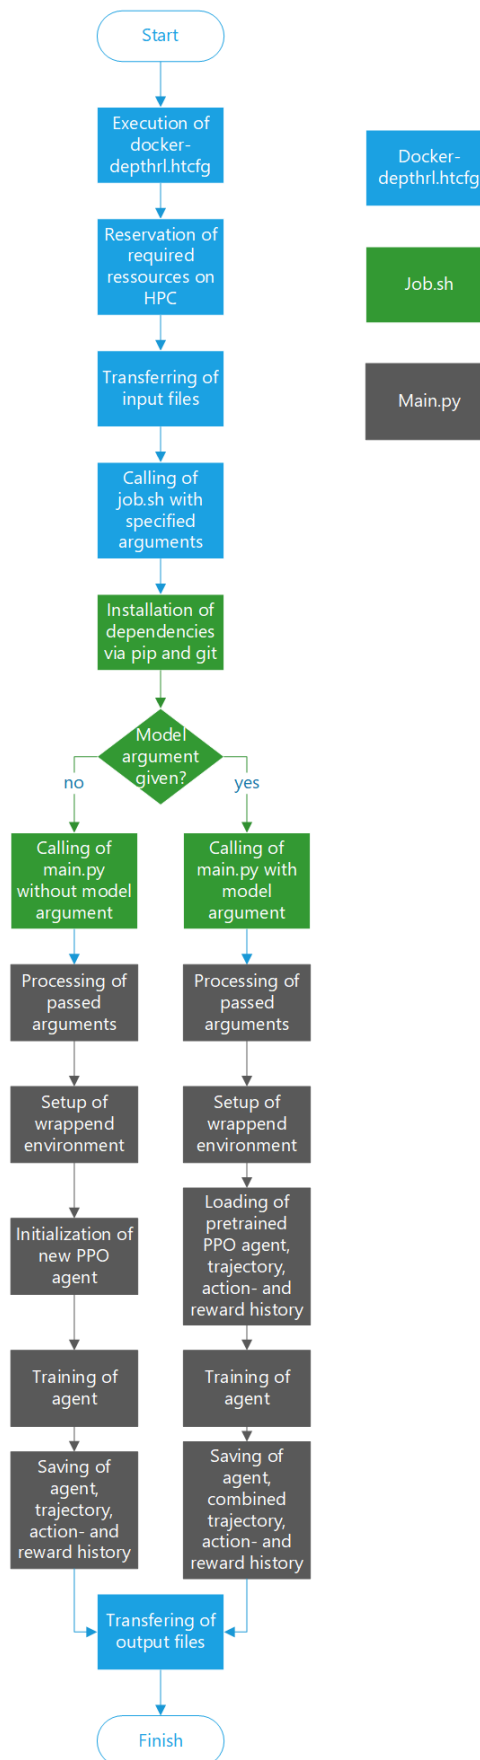 Start
Execution of
docker-
depthrl.htcfg
Reservation of
required
ressources on
HPC
Transferring of
input files
Calling of
job.sh with
specified
arguments
Installation of
dependencies
via pip and git
Model
argument
given?
no
yes
Calling of
main.py
without model
argument
Calling of
main.py with
model
argument
Processing of
passed
arguments
Processing of
passed
arguments
Setup of
wrappend
environment
Setup of
wrappend
environment
Initialization of
new PPO
agent
Loading of
pretrained
PPO agent,
trajectory,
action- and
reward history
Training of
agent
Training of
agent
Saving of
agent,
trajectory,
action- and
reward history
Saving of
agent,
combined
trajectory,
action- and
reward history
Transfering of
output files
Finish
Docker-
depthrl.htcfg
Job.sh
Main.py